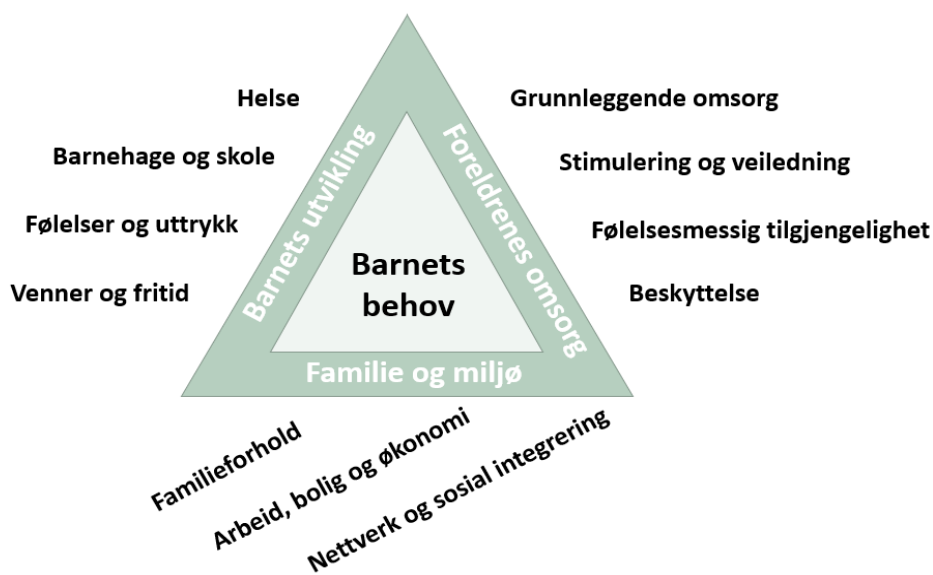 Helse
Barnehage og skole
Følelser og uttrykk
Venner og fritid
Barnets utvikling
Barnets
behov
Foreldrenes omsorg
Grunnleggende omsorg
Stimulering og veiledning
Følelsesmessig tilgjengelighet
Beskyttelse
Familie og miljø
Familieforhold
Arbeid, bolig og økonomi
Nettverk og sosial integrering